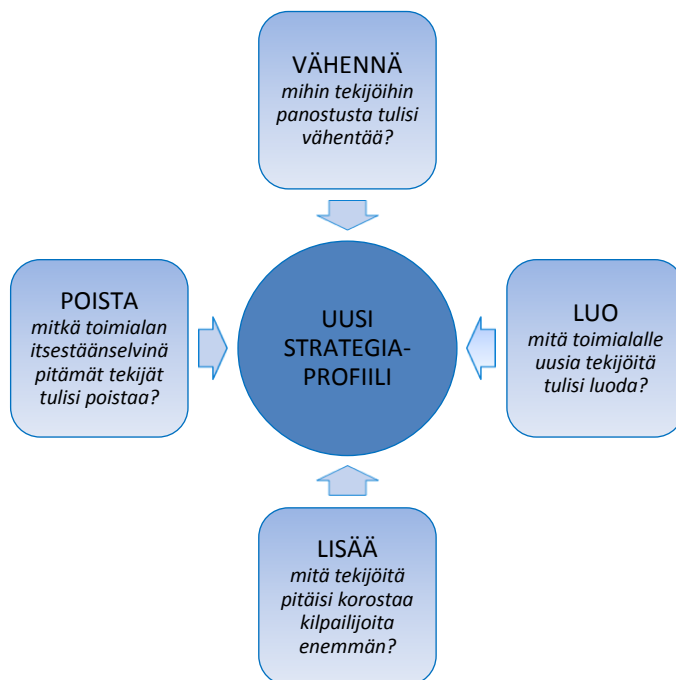 VÄHENNÄ
mihin tekijöihin
panostusta tulisi
vähentää?
POISTA
mitkä toimialan
itsestäänselvinä
pitämät tekijät
tulisi poistaa?
UUSI
STRATEGIA-
PROFIILI
LUO
mitä toimialalle
uusia tekijöitä
tulisi luoda?
LISÄÄ
mitä tekijöitä
pitäisi korostaa
kilpailijoita
enemmän?